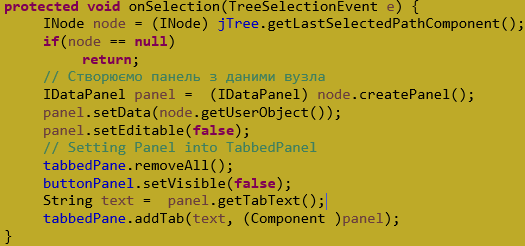 protected void onSelection(TreeSelectionEvent e) {
INode node = (INode) jTree.getLastSelectedPathComponent();
if(node == null)
return;
// Створюємо панель з даними вузла
IDataPanel panel =  (IDataPanel) node.createPanel();
panel.setData(node.getUserObject());
panel.setEditable(false);
// Setting Panel into TabbedPanel
tabbedPane.removeAll();
buttonPanel.setVisible(false);
String text =  panel.getTabText();
tabbedPane.addTab(text, (Component )panel);
}